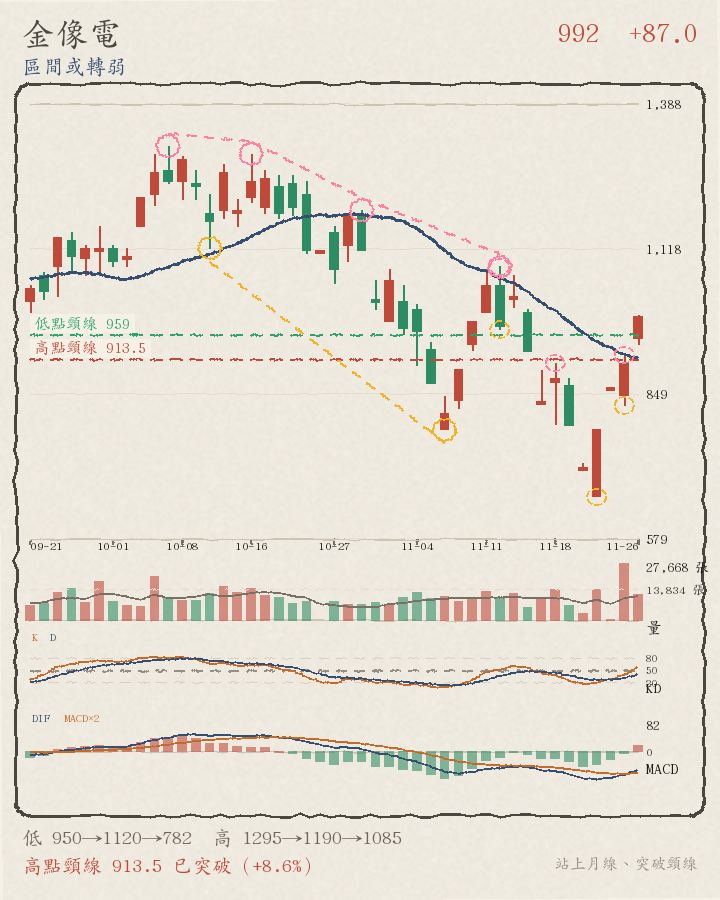 金像電
992 +87.0
區間或轉弱
1,388
1,118
低點頸線 959
高點頸線 913.5
849
579
09-21 10-01 10-08 10-16 10-27 11-04 11-11 11-18 11-26
27,668 張
13,834 張
量
K D
80
50
20
KD
DIF MACD×2
82
0
MACD
低 950→1120→782 高 1295→1190→1085
高點頸線 913.5 已突破 (+8.6%)
站上月線、突破頸線